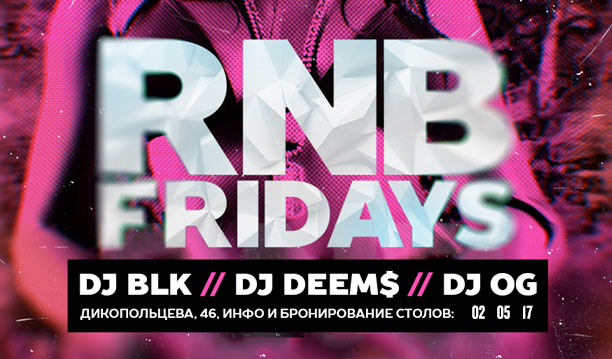 RNB
FRIDAYS
DJ BLK // DJ DEEM$ // DJ OG
ДИКОПОЛЬЦЕВА, 46, ИНФО И БРОНИРОВАНИЕ СТОЛОВ: 02 05 17